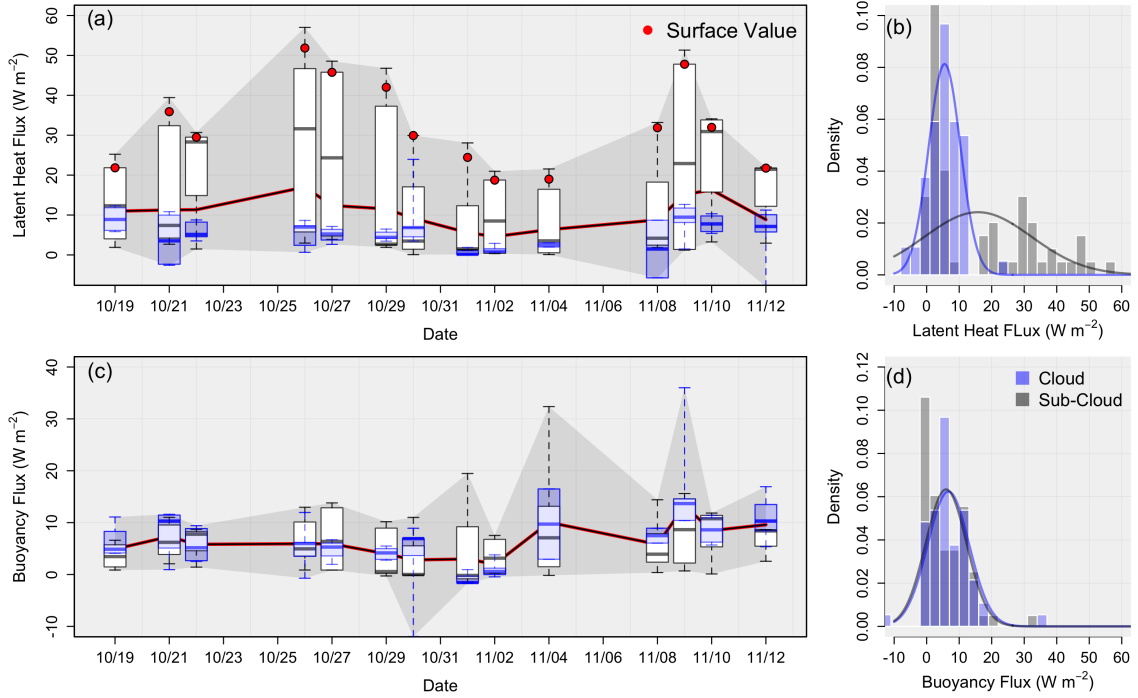 (a)
Surface Value
Latent Heat Flux (W m−2)
60
50
40
30
20
10
0
10/19 10/21 10/23 10/25 10/27 10/29 10/31 11/02 11/04 11/06 11/08 11/10 11/12
Date
(b)
Density
0.10
0.08
0.06
0.04
0.02
0.00
-10 0 10 20 30 40 50 60
Latent Heat FLux (W m−2)
(c)
Buoyancy Flux (W m−2)
40
30
20
10
0
-10
10/19 10/21 10/23 10/25 10/27 10/29 10/31 11/02 11/04 11/06 11/08 11/10 11/12
Date
(d)
Cloud
Sub-Cloud
Density
0.12
0.10
0.08
0.06
0.04
0.02
0.00
-10 0 10 20 30 40 50 60
Buoyancy Flux (W m−2)